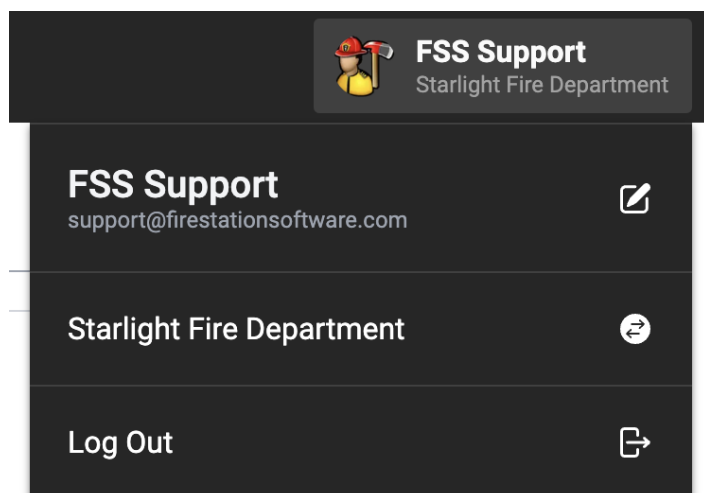 FSS Support
Starlight Fire Department
FSS Support
support@firestationsoftware.com
Starlight Fire Department
Log Out